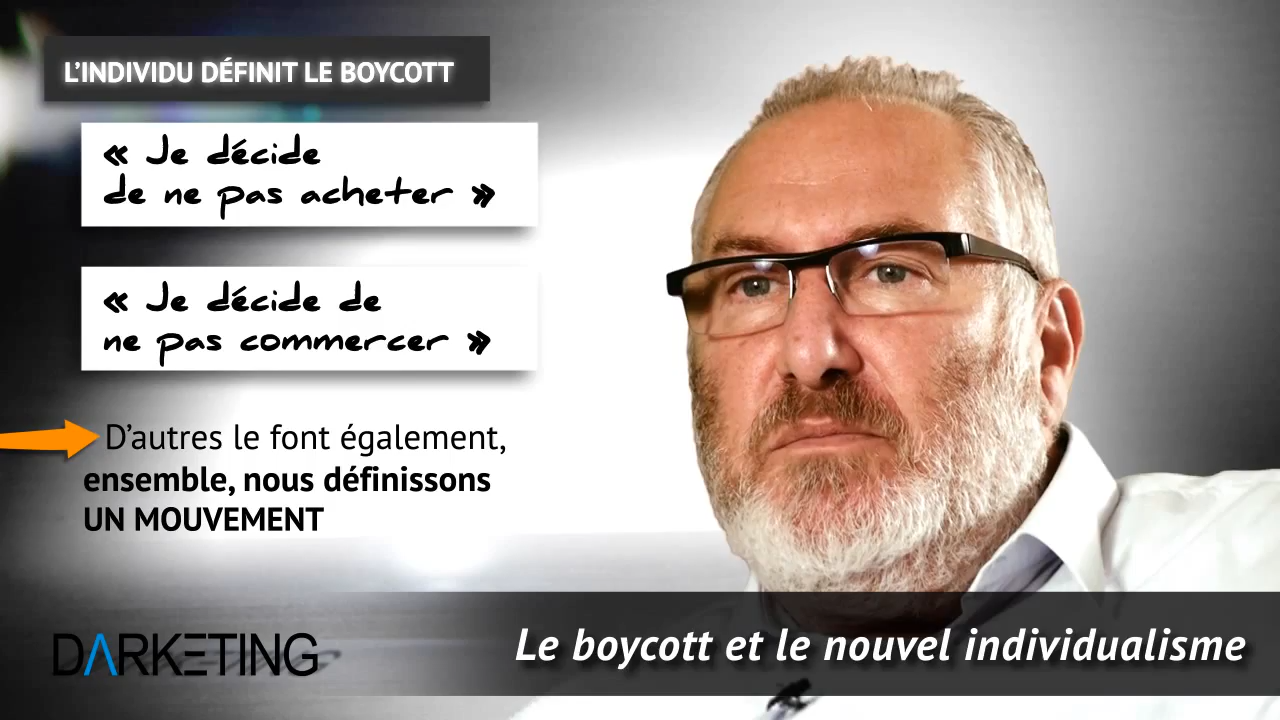 L'INDIVIDU DÉFINIT LE BOYCOTT
« Je décide
de ne pas acheter »
« Je décide de
ne pas commercer »
D'autres le font également,
ensemble, nous définissons
UN MOUVEMENT
DARKETING
Le boycott et le nouvel individualisme